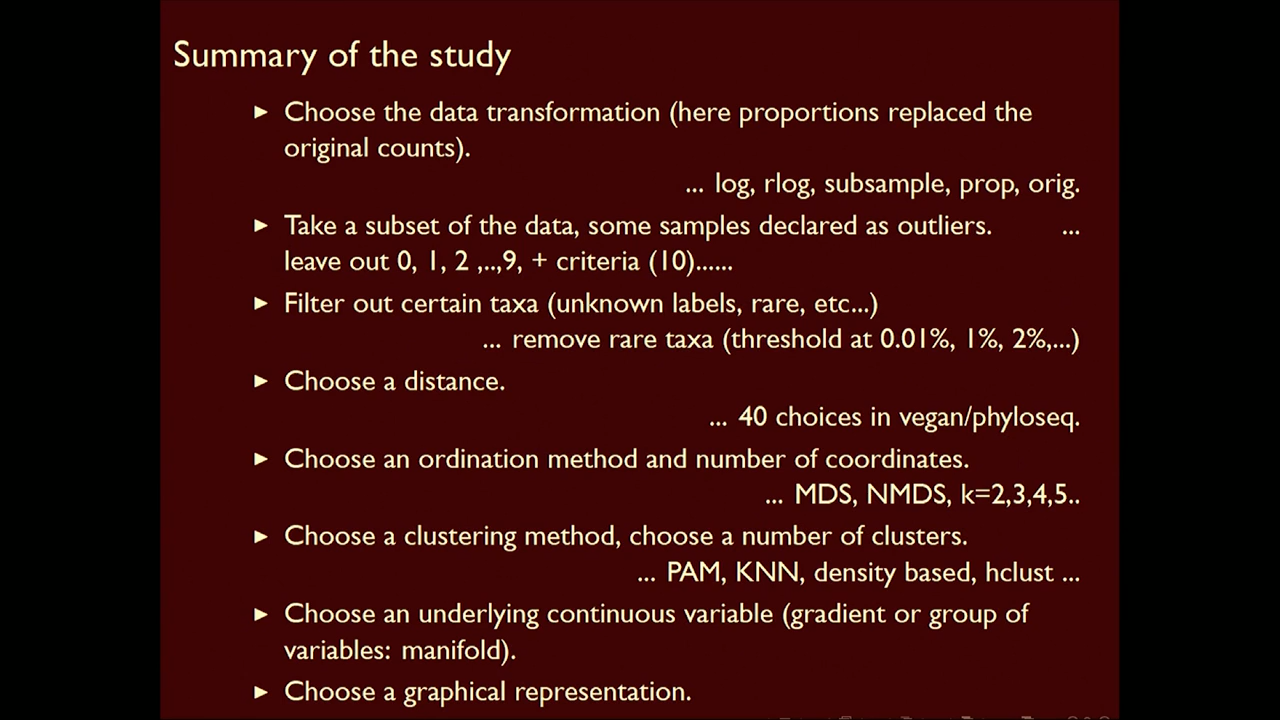 Summary of the study
► Choose the data transformation (here proportions replaced the
original counts).
... log, rlog, subsample, prop, orig.
► Take a subset of the data, some samples declared as outliers. ...
leave out 0, 1, 2 ,..,9, + criteria (10)......
► Filter out certain taxa (unknown labels, rare, etc...)
... remove rare taxa (threshold at 0.01%, 1%, 2%,...)
► Choose a distance.
... 40 choices in vegan/phyloseq.
► Choose an ordination method and number of coordinates.
... MDS, NMDS, k=2,3,4,5..
► Choose a clustering method, choose a number of clusters.
... PAM, KNN, density based, hclust ...
► Choose an underlying continuous variable (gradient or group of
variables: manifold).
► Choose a graphical representation.